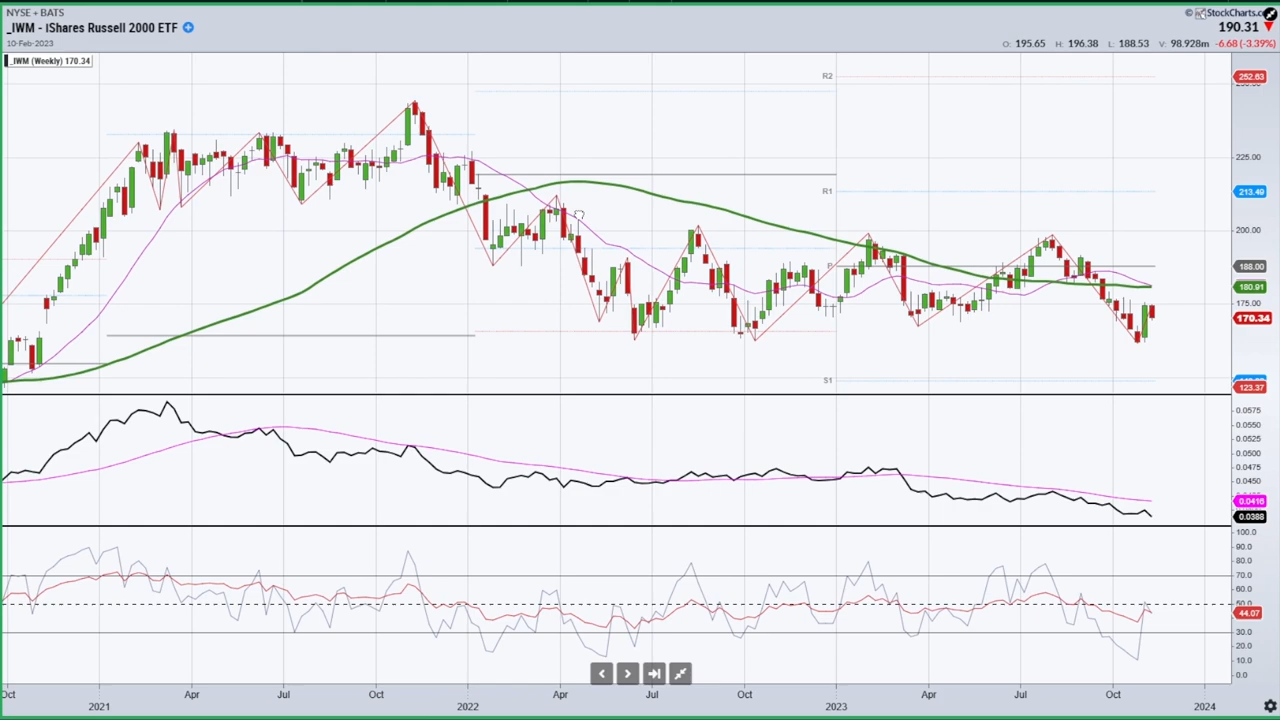 NYSE + BATS
© StockCharts.c
_IWM - iShares Russell 2000 ETF
190.31
10-Feb-2023
O: 195.65 H: 196.38 L: 188.53 V: 98.928m -6.68 (-3.39%)
_IWM (Weekly) 170.34
R2
252.63
225.00
R1
213.49
200.00
P
188.00
180.91
175.00
170.34
S1
123.37
0.0575
0.0550
0.0525
0.0500
0.0475
0.0450
0.0416
0.0388
100.0
90.0
80.0
70.0
60.0
50.0
44.07
30.0
20.0
10.0
0.0
Oct Apr Jul Oct Apr Jul Oct Apr Jul Oct
2021 2022 2023 2024